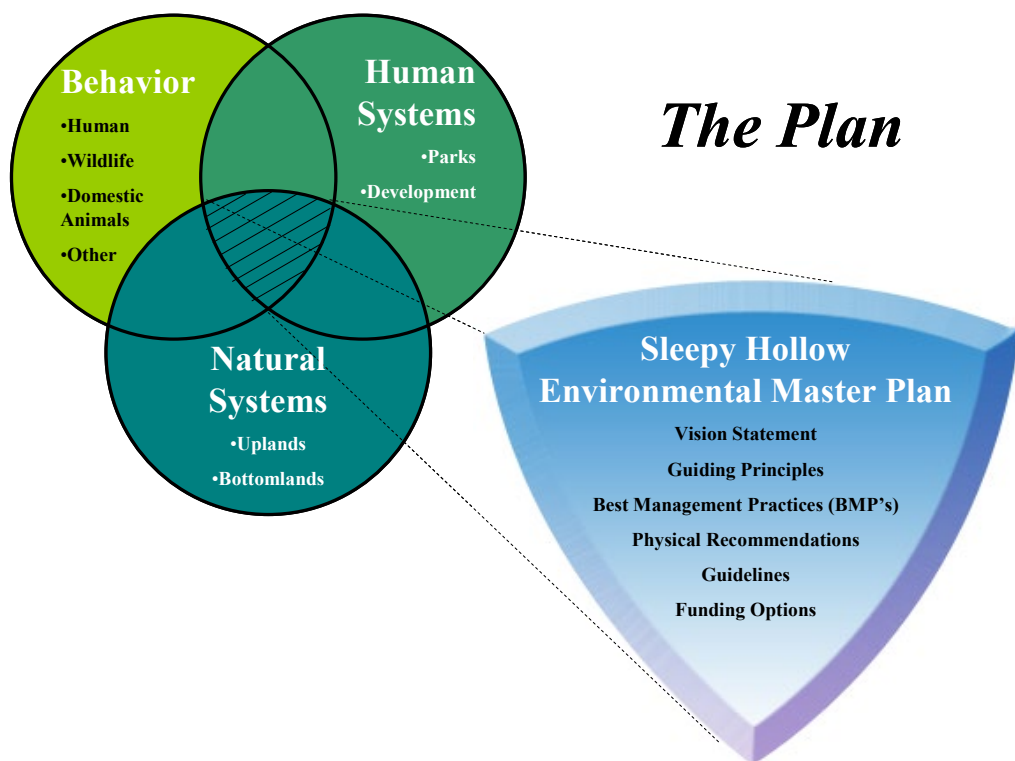 Behavior
•Human
•Wildlife
•Domestic
Animals
•Other
Human
Systems
•Parks
•Development
The Plan
Natural
Systems
•Uplands
•Bottomlands
Sleepy Hollow
Environmental Master Plan
Vision Statement
Guiding Principles
Best Management Practices (BMP's)
Physical Recommendations
Guidelines
Funding Options